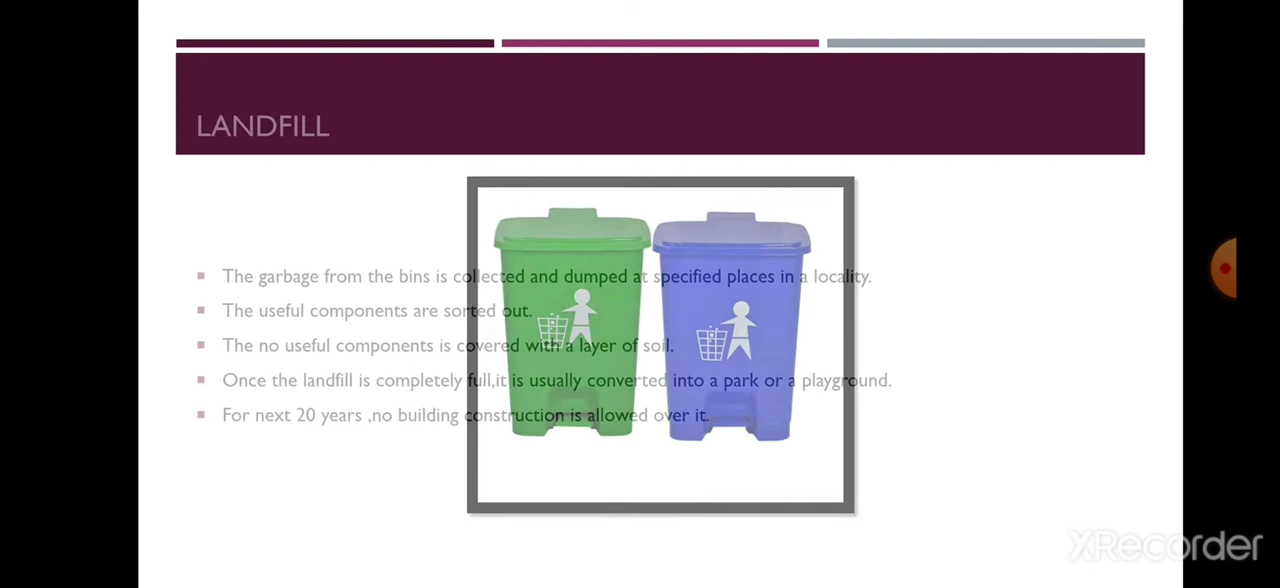 LANDFILL
The garbage from the bins is collected and dumped at specified places in a locality.
The useful components are sorted out.
The no useful components is covered with a layer of soil.
Once the landfill is completely full,it is usually converted into a park or a playground.
For next 20 years ,no building construction is allowed over it.
XRecorder